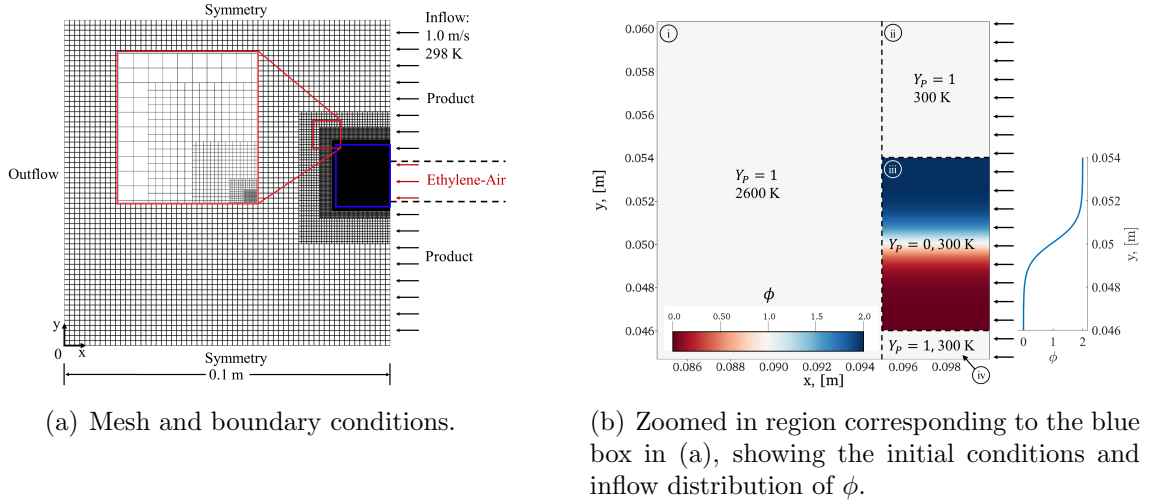 Symmetry
Inflow:
1.0 m/s
298 K
Product
Outflow
Ethylene-Air
Product
y
0
x
Symmetry
0.1 m
(a) Mesh and boundary conditions.
y, [m]
0.060
0.058
0.056
0.054
0.052
0.050
0.048
0.046
i
ii
Y_P = 1
300 K
Y_P = 1
2600 K
iii
Y_P = 0, 300 K
ϕ
0.0 0.5 1.0 1.5 2.0
Y_P = 1, 300 K
iv
0.086 0.088 0.090 0.092 0.094 0.096 0.098
x, [m]
0.054
0.052
0.050
0.048
0.046
y, [m]
0 1 2
ϕ
(b) Zoomed in region corresponding to the blue
box in (a), showing the initial conditions and
inflow distribution of ϕ.